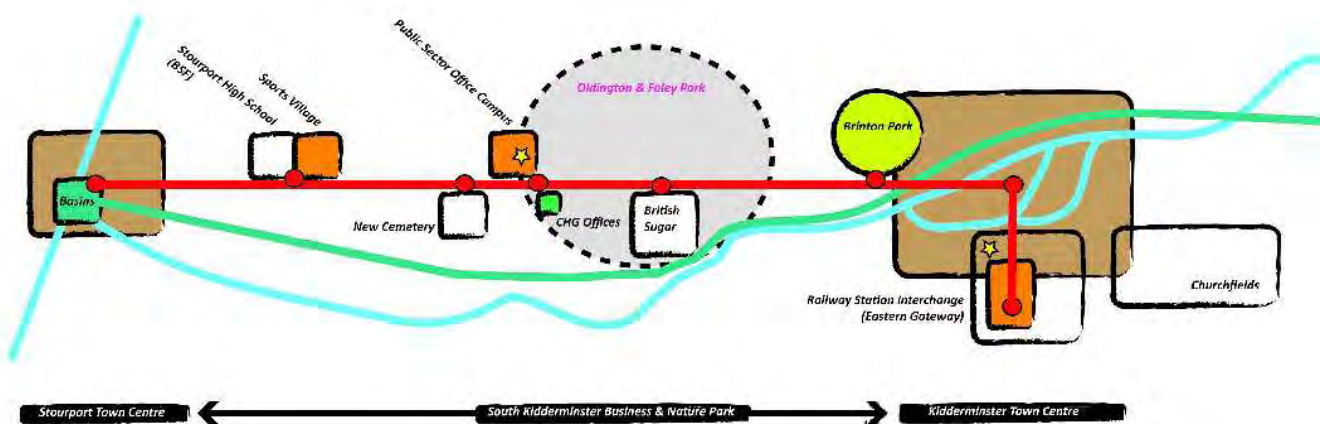 Stourport High School
(BSF)
Sports Village
Public Sector Office Campus
Oldington & Foley Park
Brinton Park
Basins
New Cemetery
CHG Offices
British
Sugar
Railway Station Interchange
(Eastern Gateway)
Churchfields
Stourport Town Centre
South Kidderminster Business & Nature Park
Kidderminster Town Centre